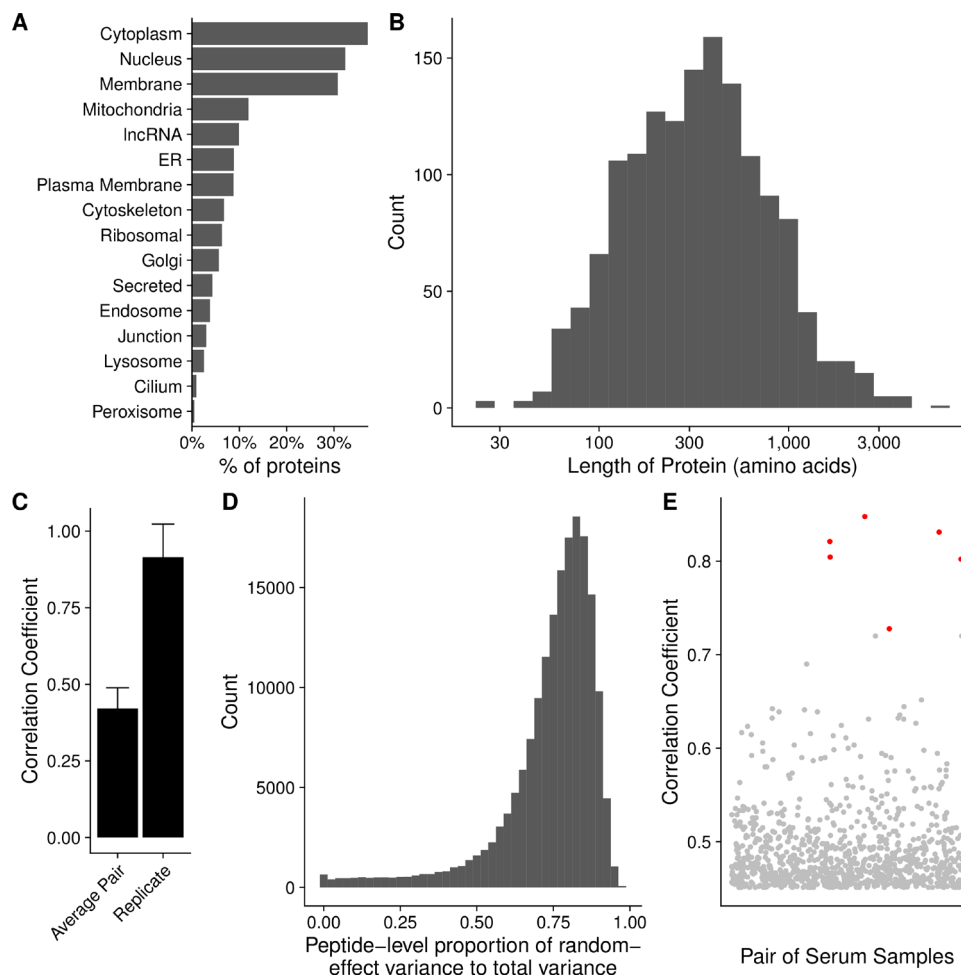 A
Cytoplasm
Nucleus
Membrane
Mitochondria
lncRNA
ER
Plasma Membrane
Cytoskeleton
Ribosomal
Golgi
Secreted
Endosome
Junction
Lysosome
Cilium
Peroxisome
0% 10% 20% 30%
% of proteins
B
150
100
50
0
Count
30 100 300 1,000 3,000
Length of Protein (amino acids)
C
1.00
0.75
0.50
0.25
0.00
Correlation Coefficient
Average Pair
Replicate
D
15000
10000
5000
0
Count
0.00 0.25 0.50 0.75 1.00
Peptide−level proportion of random−
effect variance to total variance
E
0.8
0.7
0.6
0.5
Correlation Coefficient
Pair of Serum Samples